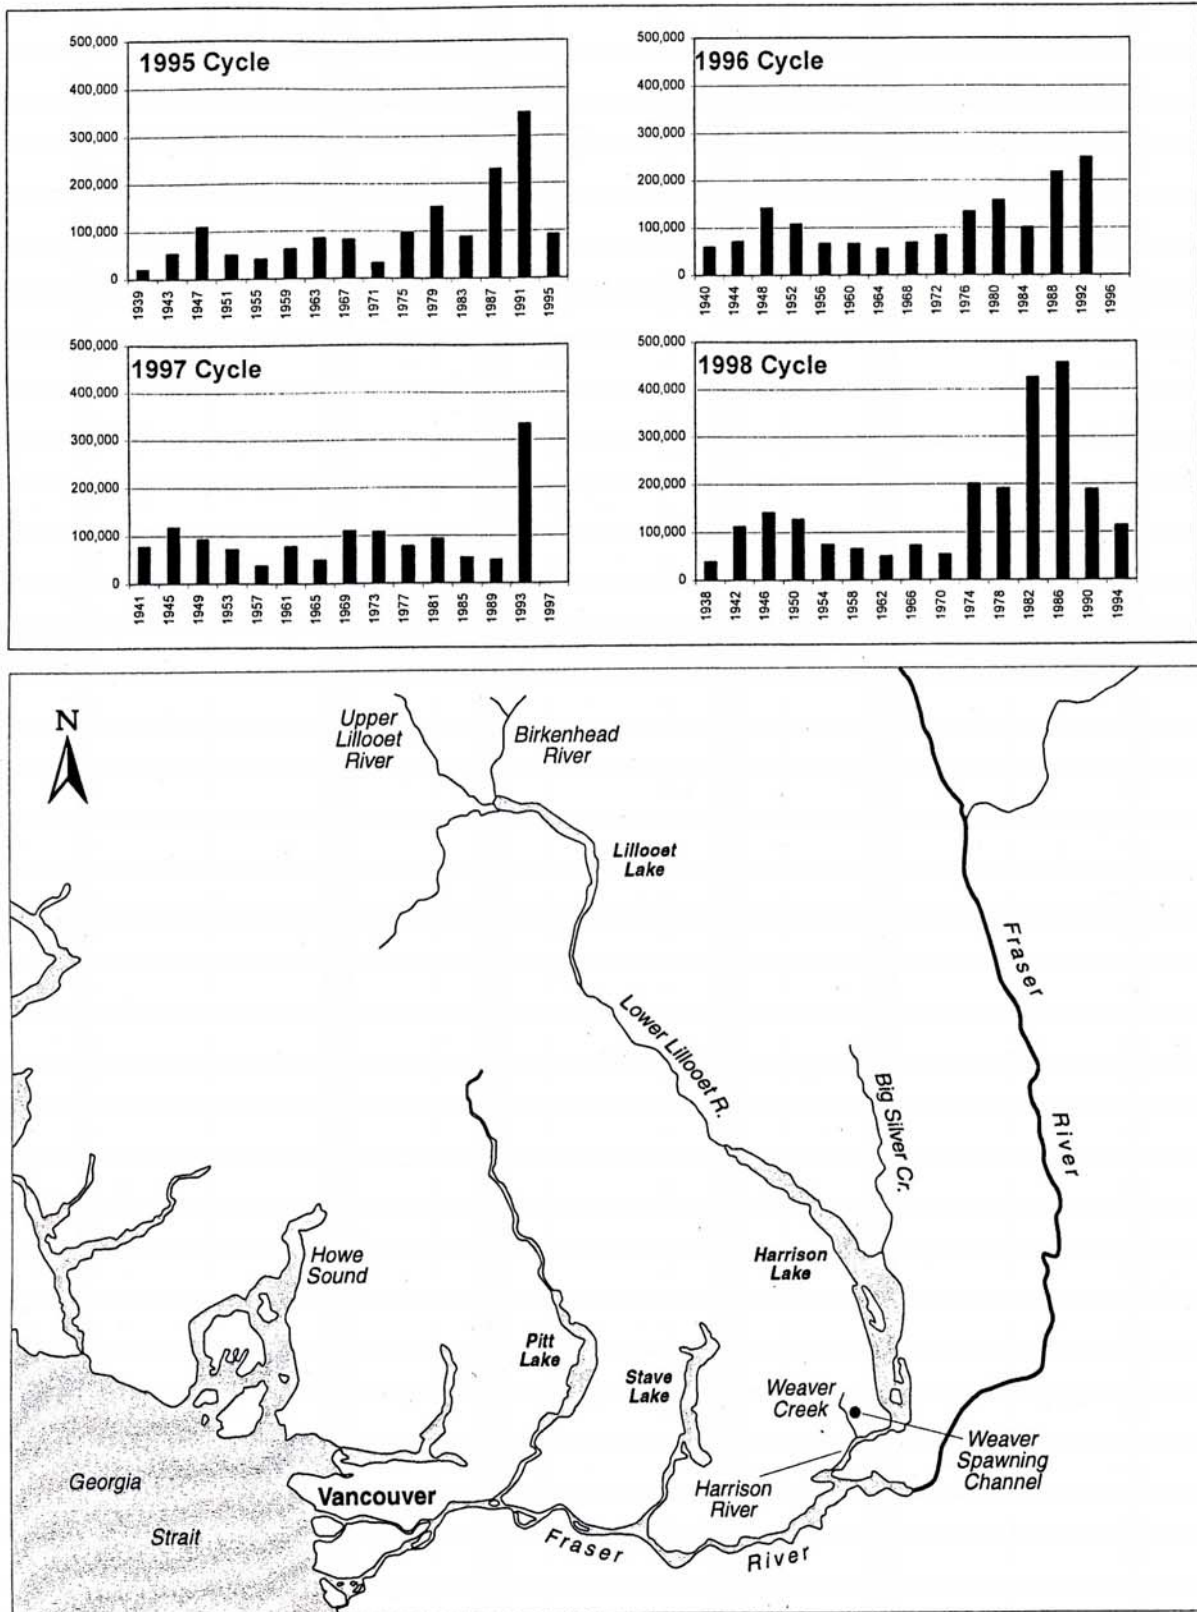 1995 Cycle
500,000
400,000
300,000
200,000
100,000
0
1939
1943
1947
1951
1955
1959
1963
1967
1971
1975
1979
1983
1987
1991
1995
1996 Cycle
500,000
400,000
300,000
200,000
100,000
0
1940
1944
1948
1952
1956
1960
1964
1968
1972
1976
1980
1984
1988
1992
1996
1997 Cycle
500,000
400,000
300,000
200,000
100,000
0
1941
1945
1949
1953
1957
1961
1965
1969
1973
1977
1981
1985
1989
1993
1997
1998 Cycle
500,000
400,000
300,000
200,000
100,000
0
1938
1942
1946
1950
1954
1958
1962
1966
1970
1974
1978
1982
1986
1990
1994
N
Upper
Lillooet
River
Birkenhead
River
Lillooet
Lake
Fraser
River
Lower Lillooet R.
Big Silver Cr.
Howe
Sound
Harrison
Lake
Pitt
Lake
Stave
Lake
Weaver
Creek
Weaver
Spawning
Channel
Harrison
River
Georgia
Strait
Vancouver
Fraser
River